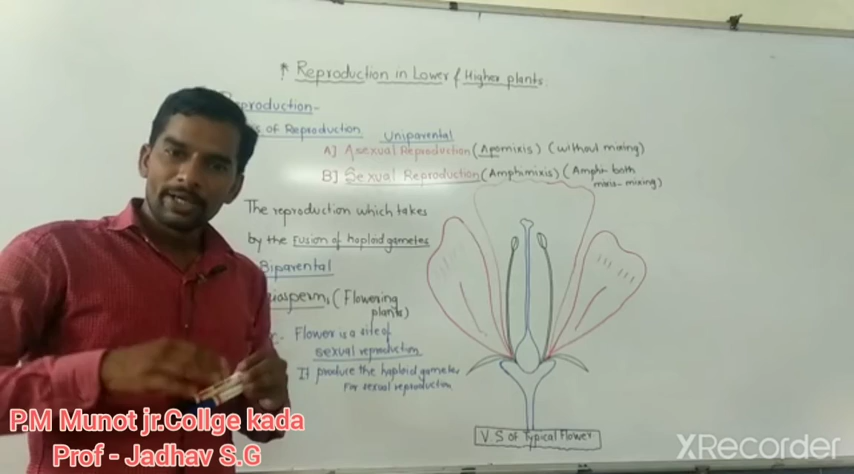 * Reproduction in Lower & Higher plants.
Reproduction-
of Reproduction Uniparental
A] Asexual Reproduction (Apomixis) (without mixing)
B] Sexual Reproduction (Amphimixis) (Ampho-both
mixis-mixing)
The reproduction which takes
by the fusion of haploid gametes
Biparental
(Flowering
plants)
Flower is a site of
sexual reproduction
It produce the haploid gametes
for sexual reproduction
V.S of Typical Flower
P.M Munot jr.Collge kada
Prof - Jadhav S.G
XRecorder